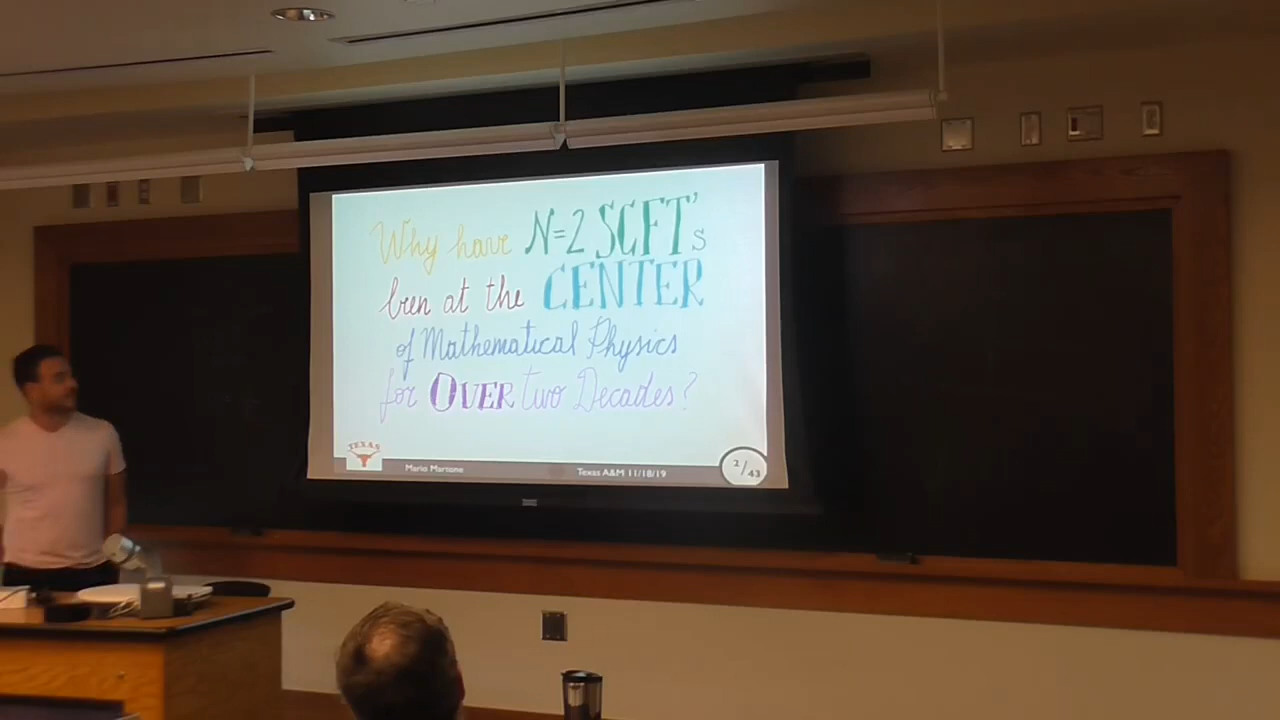 Why have N=2 SCFT's
been at the CENTER
of Mathematical Physics
for OVER two Decades?
TEXAS
Mario Martone
Texas A&M 11/18/19
2/43